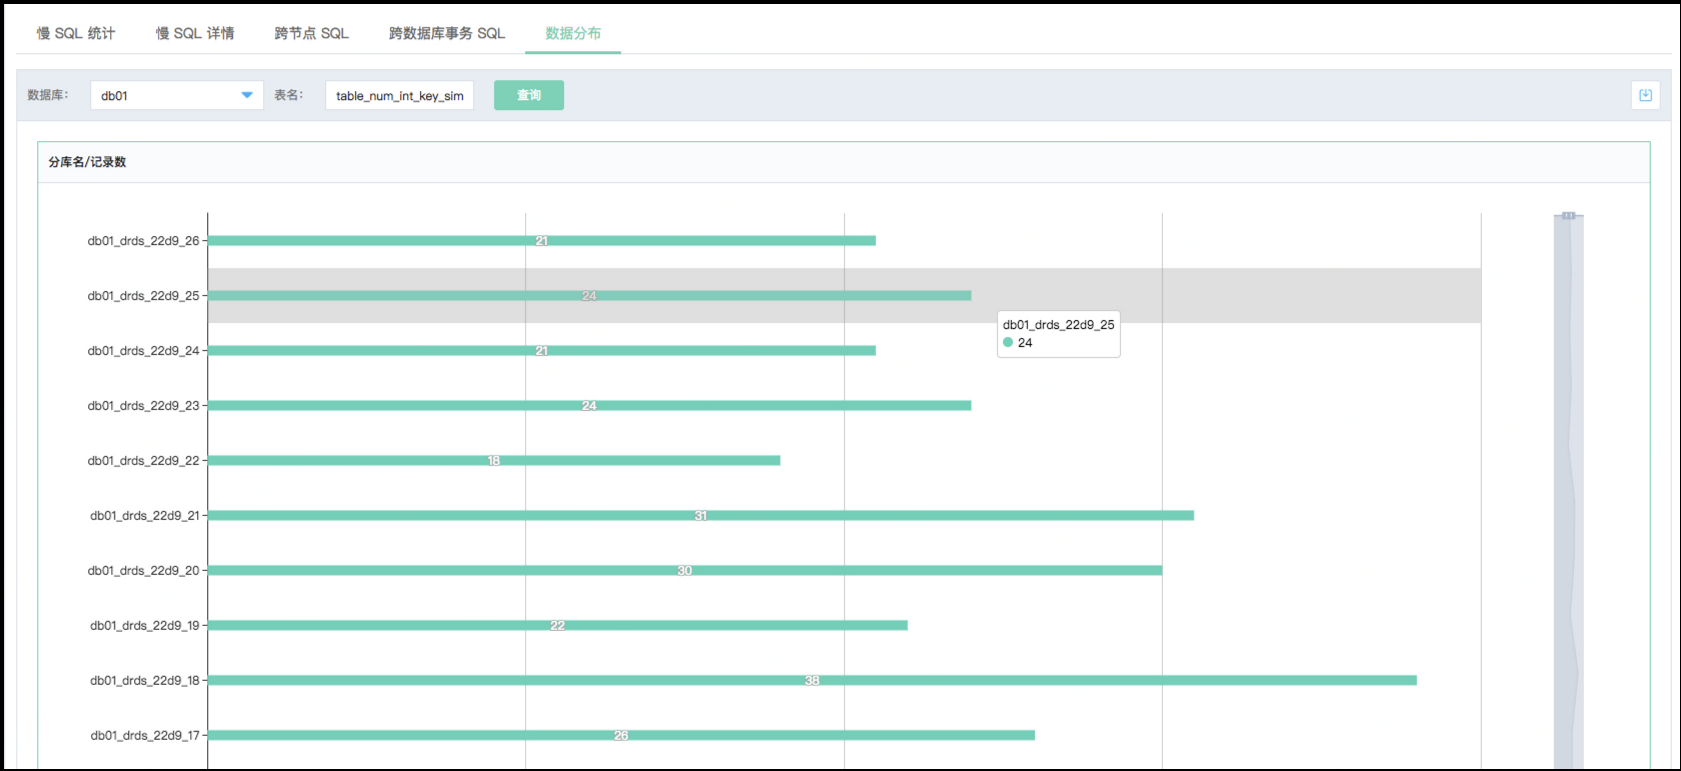 慢 SQL 统计 慢 SQL 详情 跨节点 SQL 跨数据库事务 SQL 数据分布
数据库: db01 表名: table_num_int_key_sim 查询
分库名/记录数
db01_drds_22d9_26 21
db01_drds_22d9_25 24
db01_drds_22d9_25
24
db01_drds_22d9_24 21
db01_drds_22d9_23 24
db01_drds_22d9_22 18
db01_drds_22d9_21 31
db01_drds_22d9_20 30
db01_drds_22d9_19 22
db01_drds_22d9_18 38
db01_drds_22d9_17 26